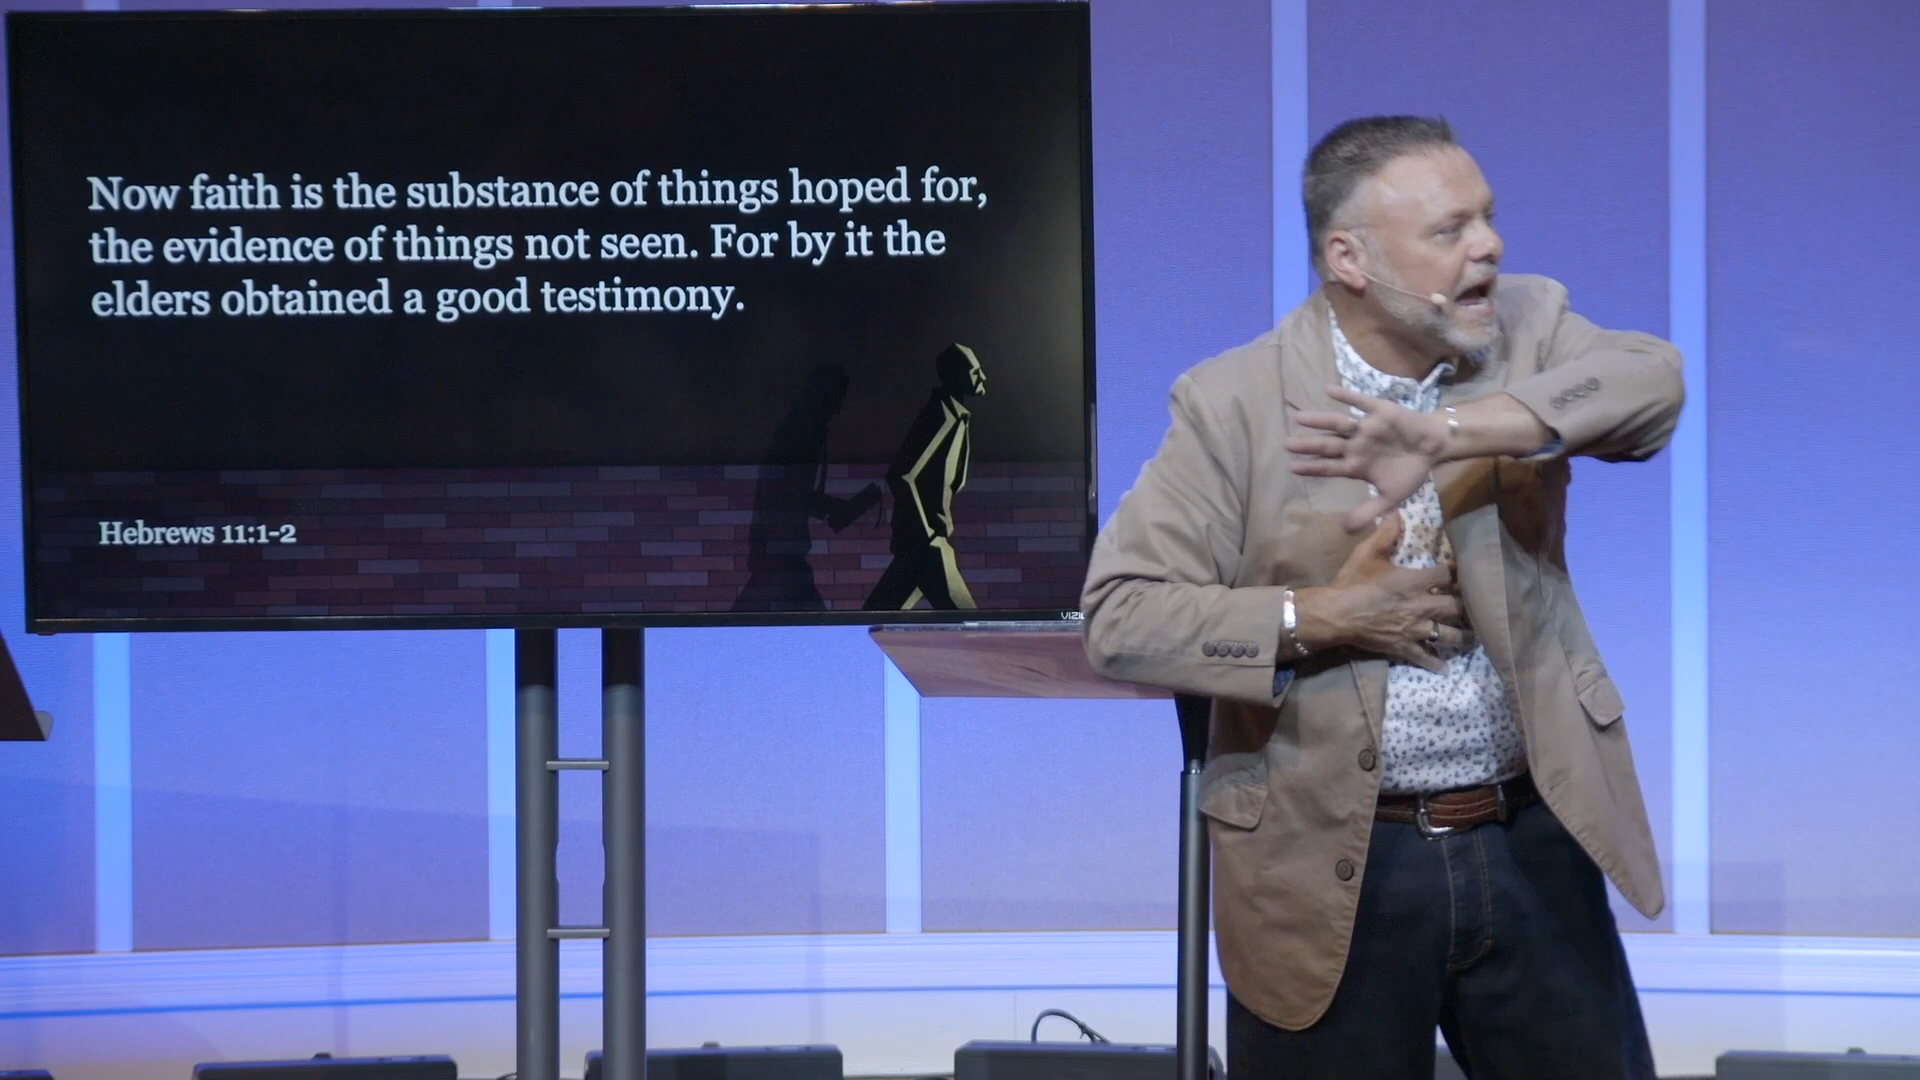 Now faith is the substance of things hoped for,
the evidence of things not seen. For by it the
elders obtained a good testimony.
Hebrews 11:1-2